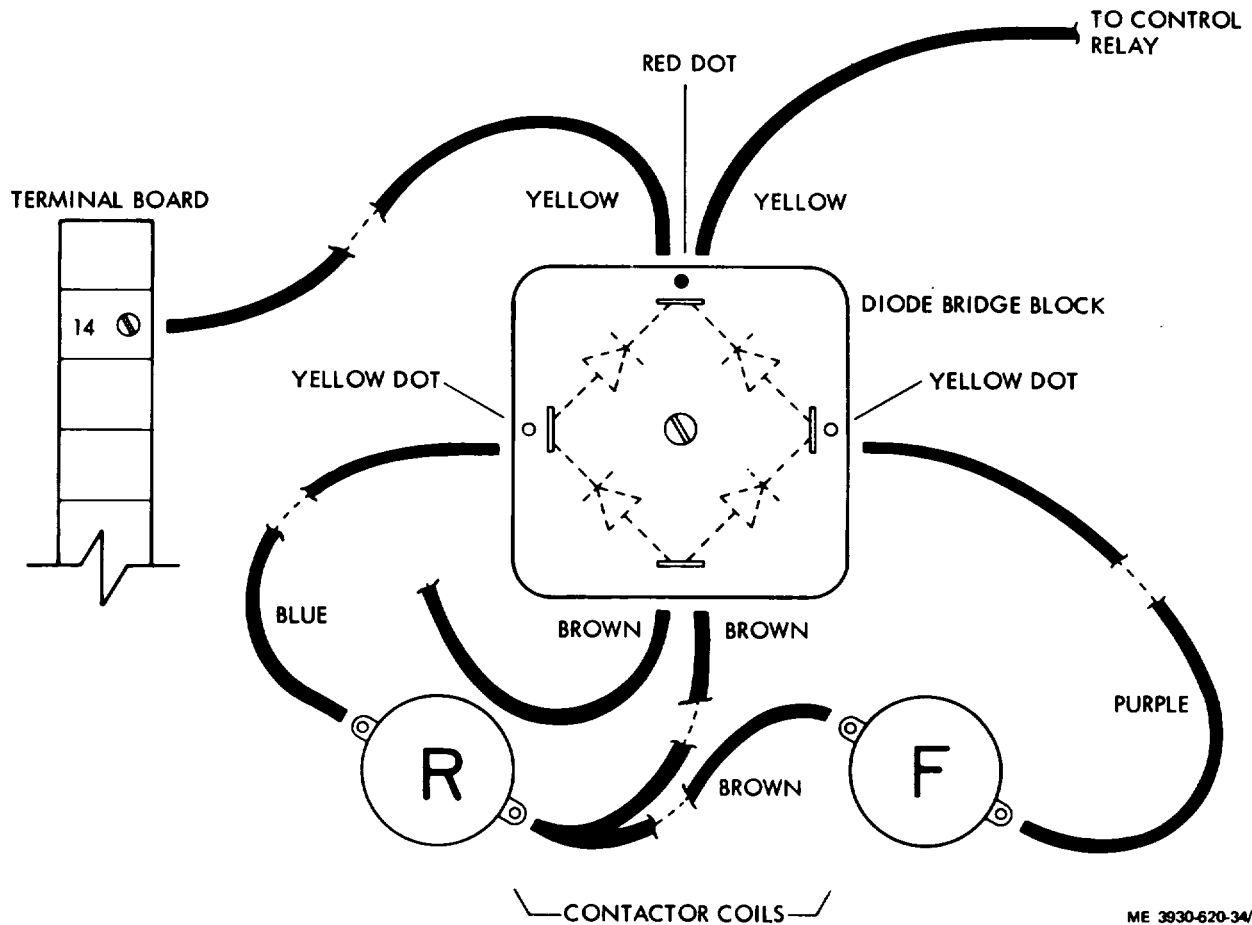 TO CONTROL
RELAY
RED DOT
TERMINAL BOARD
YELLOW
YELLOW
14
DIODE BRIDGE BLOCK
YELLOW DOT
YELLOW DOT
BLUE
BROWN
BROWN
PURPLE
R
BROWN
F
CONTACTOR COILS
ME 3930-620-34/